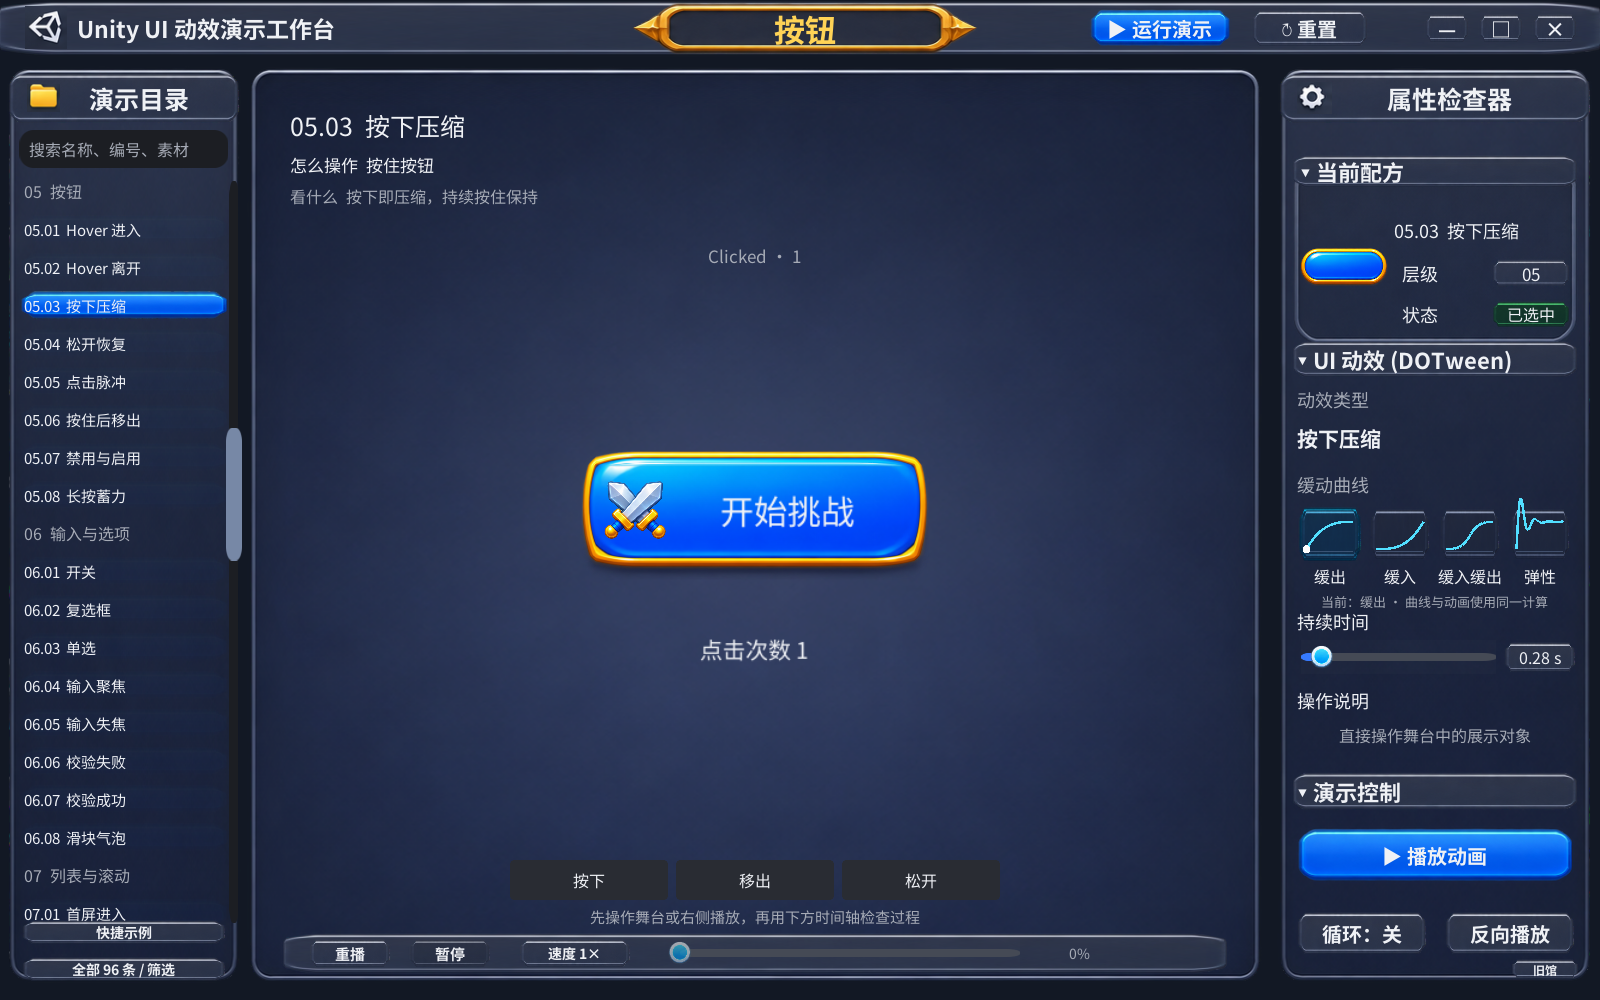 Unity UI 动效演示工作台
按钮
▶ 运行演示
重置
演示目录
搜索名称、编号、素材
05 按钮
05.01 Hover 进入
05.02 Hover 离开
05.03 按下压缩
05.04 松开恢复
05.05 点击脉冲
05.06 按住后移出
05.07 禁用与启用
05.08 长按蓄力
06 输入与选项
06.01 开关
06.02 复选框
06.03 单选
06.04 输入聚焦
06.05 输入失焦
06.06 校验失败
06.07 校验成功
06.08 滑块气泡
07 列表与滚动
07.01 首屏进入
快捷示例
全部 96 条 / 筛选
05.03 按下压缩
怎么操作 按住按钮
看什么 按下即压缩，持续按住保持
Clicked · 1
开始挑战
点击次数 1
按下
移出
松开
先操作舞台或右侧播放，再用下方时间轴检查过程
重播
暂停
速度 1×
0%
属性检查器
▼ 当前配方
05.03 按下压缩
层级
05
状态
已选中
▼ UI 动效 (DOTween)
动效类型
按下压缩
缓动曲线
缓出
缓入
缓入缓出
弹性
当前：缓出 · 曲线与动画使用同一计算
持续时间
0.28 s
操作说明
直接操作舞台中的展示对象
▼ 演示控制
▶ 播放动画
循环：关
反向播放
旧馆